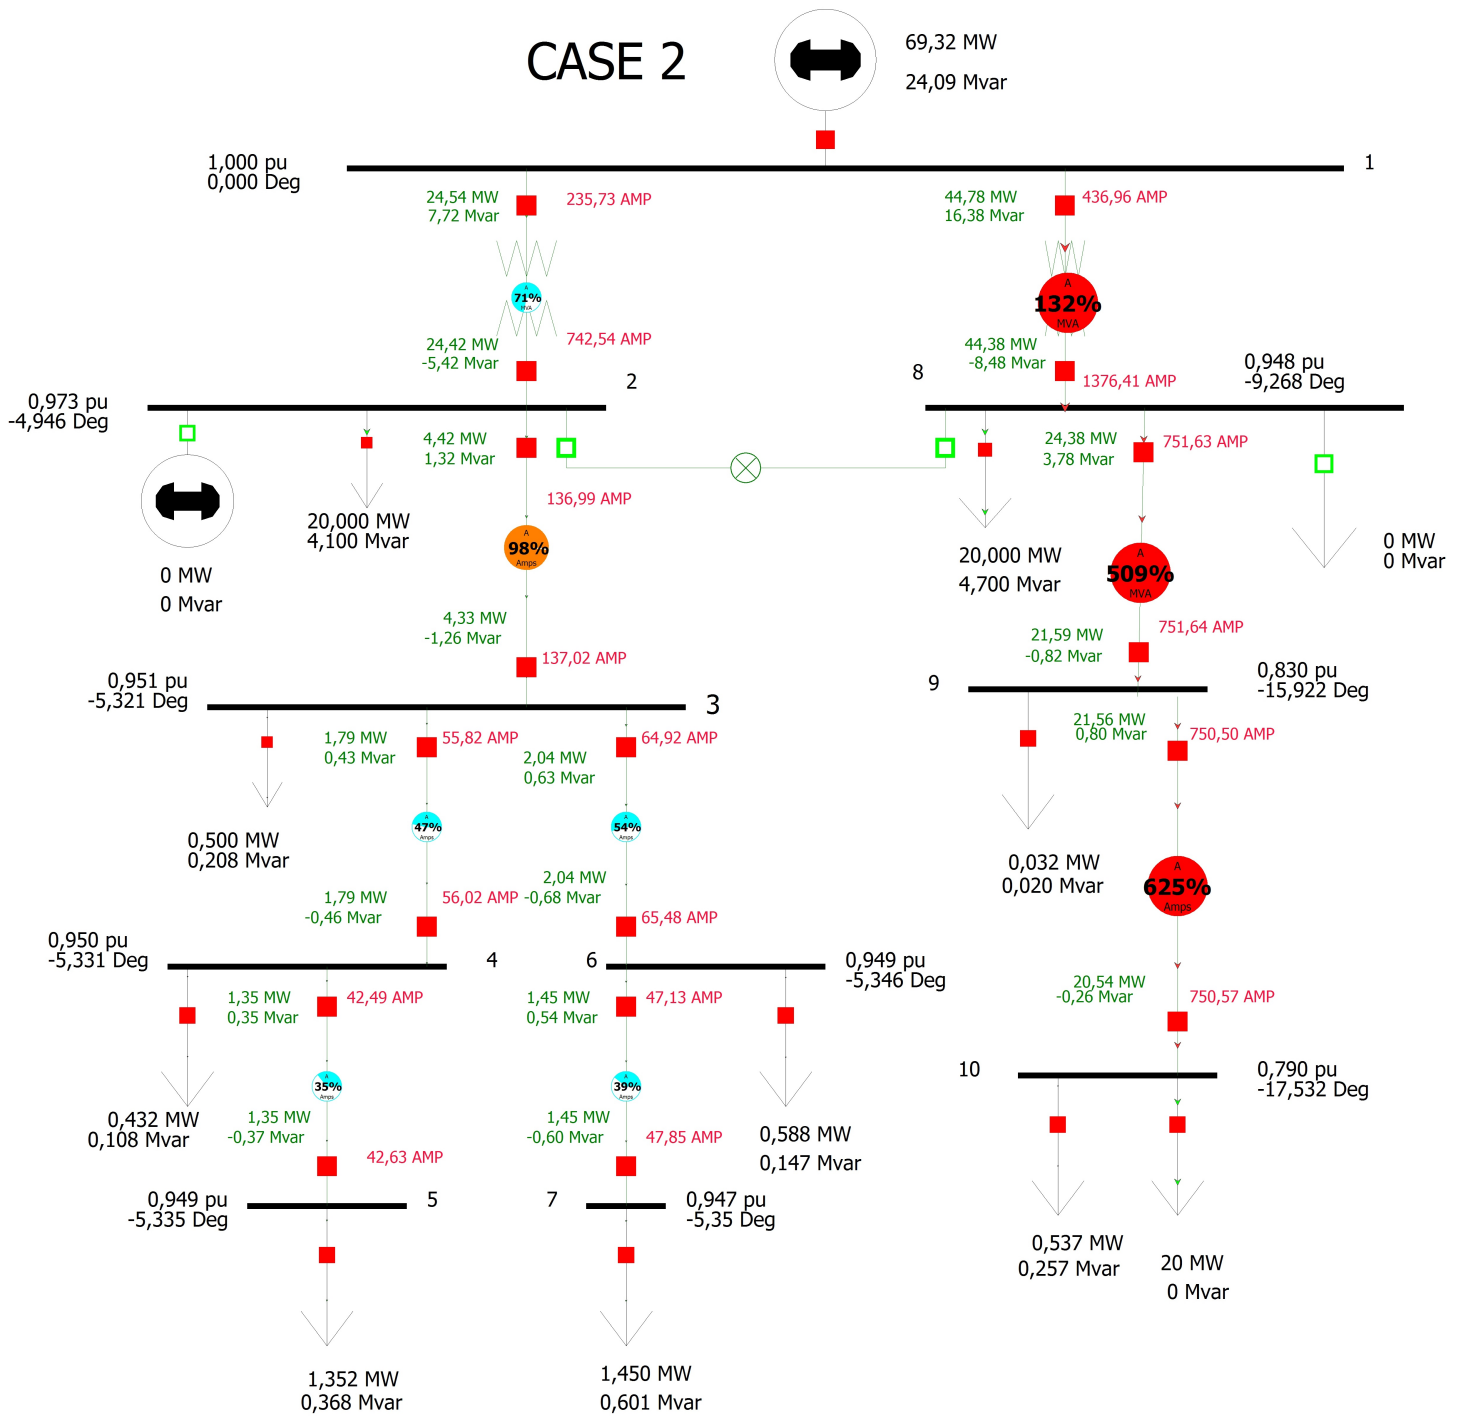 CASE 2
69,32 MW
24,09 Mvar
1,000 pu
0,000 Deg
1
24,54 MW
7,72 Mvar
235,73 AMP
44,78 MW
16,38 Mvar
436,96 AMP
A
71%
MVA
A
132%
MVA
24,42 MW
-5,42 Mvar
742,54 AMP
44,38 MW
-8,48 Mvar
1376,41 AMP
2
8
0,948 pu
-9,268 Deg
0,973 pu
-4,946 Deg
4,42 MW
1,32 Mvar
24,38 MW
3,78 Mvar
751,63 AMP
136,99 AMP
20,000 MW
4,100 Mvar
A
98%
Amps
20,000 MW
4,700 Mvar
A
509%
MVA
0 MW
0 Mvar
0 MW
0 Mvar
4,33 MW
-1,26 Mvar
137,02 AMP
21,59 MW
-0,82 Mvar
751,64 AMP
0,951 pu
-5,321 Deg
3
9
0,830 pu
-15,922 Deg
1,79 MW
0,43 Mvar
55,82 AMP
2,04 MW
0,63 Mvar
64,92 AMP
21,56 MW
0,80 Mvar
750,50 AMP
A
47%
Amps
A
54%
Amps
0,500 MW
0,208 Mvar
0,032 MW
0,020 Mvar
A
625%
Amps
1,79 MW
-0,46 Mvar
56,02 AMP
2,04 MW
-0,68 Mvar
65,48 AMP
0,950 pu
-5,331 Deg
4
6
0,949 pu
-5,346 Deg
1,35 MW
0,35 Mvar
42,49 AMP
1,45 MW
0,54 Mvar
47,13 AMP
20,54 MW
-0,26 Mvar
750,57 AMP
A
35%
Amps
A
39%
Amps
10
0,790 pu
-17,532 Deg
0,432 MW
0,108 Mvar
1,35 MW
-0,37 Mvar
42,63 AMP
1,45 MW
-0,60 Mvar
47,85 AMP
0,588 MW
0,147 Mvar
0,949 pu
-5,335 Deg
5
7
0,947 pu
-5,35 Deg
0,537 MW
0,257 Mvar
20 MW
0 Mvar
1,352 MW
0,368 Mvar
1,450 MW
0,601 Mvar